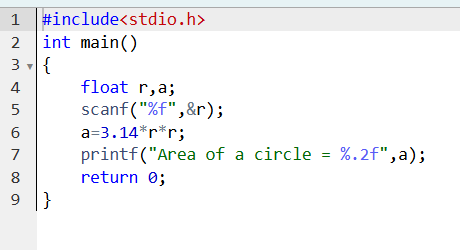 1 #include<stdio.h>
2 int main()
3 {
4 float r,a;
5 scanf("%f",&r);
6 a=3.14*r*r;
7 printf("Area of a circle = %.2f",a);
8 return 0;
9 }